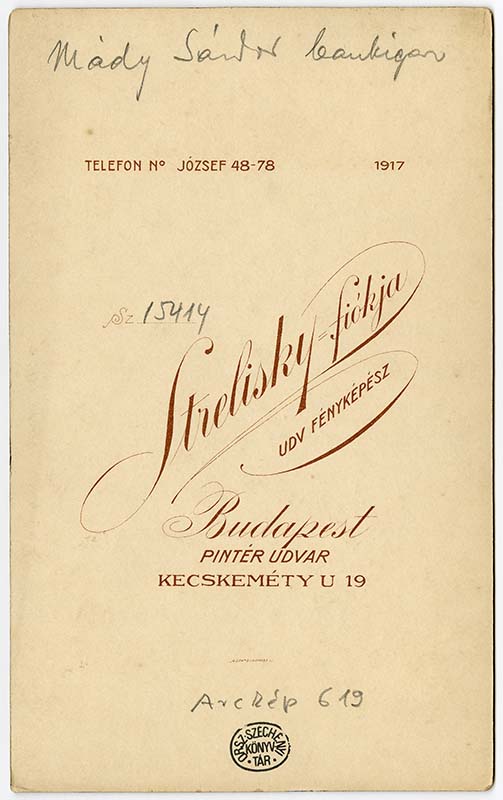 Mády Sándor bankigazg
TELEFON Nº JÓZSEF 48-78 1917
Sz 15414
Strelisky=fiókja
UDV FÉNYKÉPÉSZ
Budapest
PINTÉR UDVAR
KECSKEMÉTY U 19
Arckép 619
ORSZ. SZÉCHÉNYI
KÖNYV
TÁR